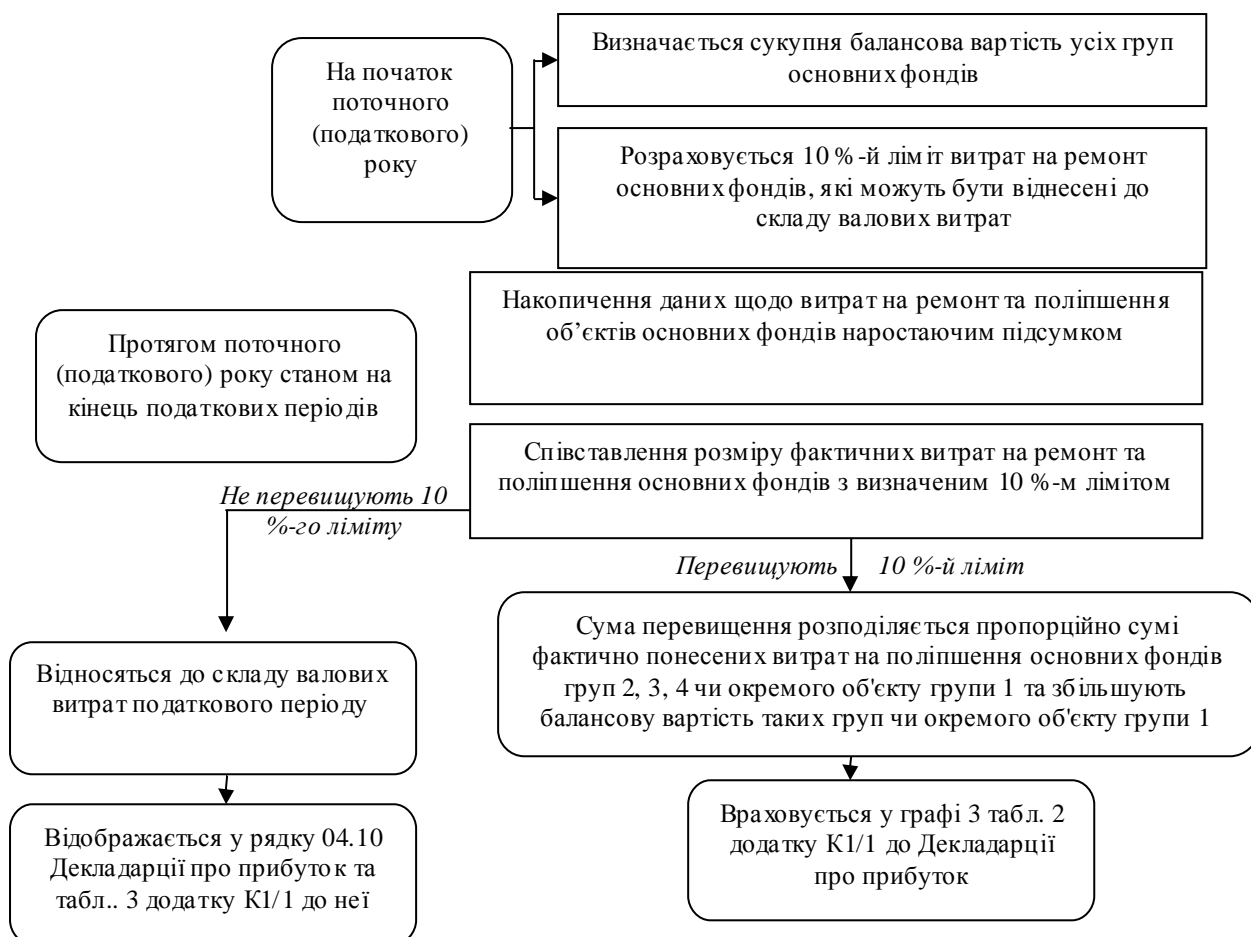 На початок
поточного
(податкового)
року
Визначається сукупня балансова вартість усіх груп
основних фондів
Розраховується 10 %-й ліміт витрат на ремонт
основних фондів, які можуть бути віднесені до
складу валових витрат
Протягом поточного
(податкового) року станом на
кінець податкових періодів
Накопичення даних щодо витрат на ремонт та поліпшення
об’єктів основних фондів наростаючим підсумком
Співставлення розміру фактичних витрат на ремонт та
поліпшення основних фондів з визначеним 10 %-м лімітом
Не перевищують 10
%-го ліміту
Перевищують 10 %-й ліміт
Відносяться до складу валових
витрат податкового періоду
Сума перевищення розподіляється пропорційно сумі
фактично понесених витрат на поліпшення основних фондів
груп 2, 3, 4 чи окремого об'єкту групи 1 та збільшують
балансову вартість таких груп чи окремого об'єкту групи 1
Відображається у рядку 04.10
Декладарції про прибуток та
табл.. 3 додатку К1/1 до неї
Враховується у графі 3 табл. 2
додатку К1/1 до Декладарції
про прибуток